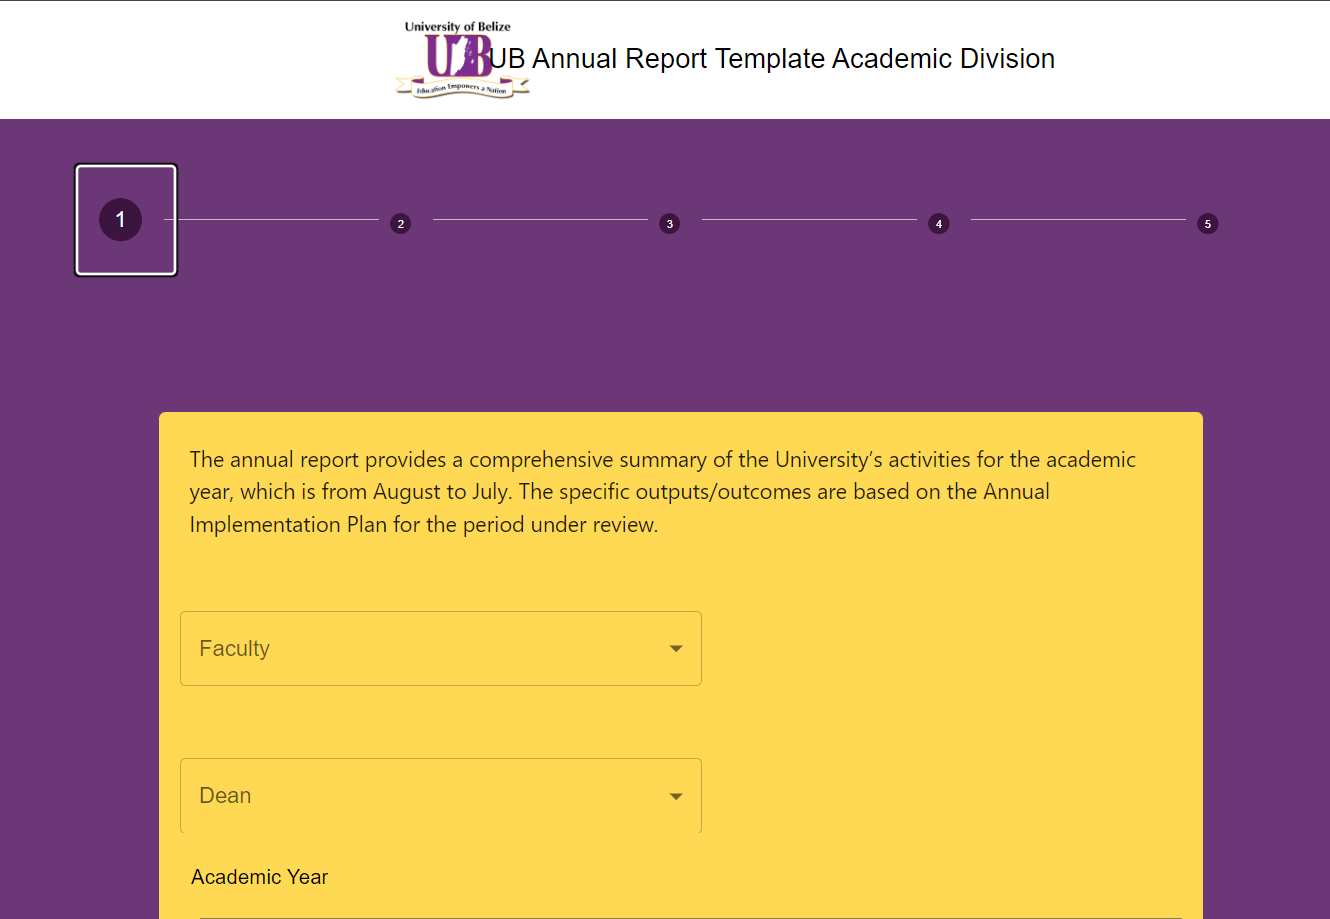 University of Belize
UB
Education Empowers a Nation
UB Annual Report Template Academic Division
1
2
3
4
5
The annual report provides a comprehensive summary of the University’s activities for the academic
year, which is from August to July. The specific outputs/outcomes are based on the Annual
Implementation Plan for the period under review.
Faculty
Dean
Academic Year